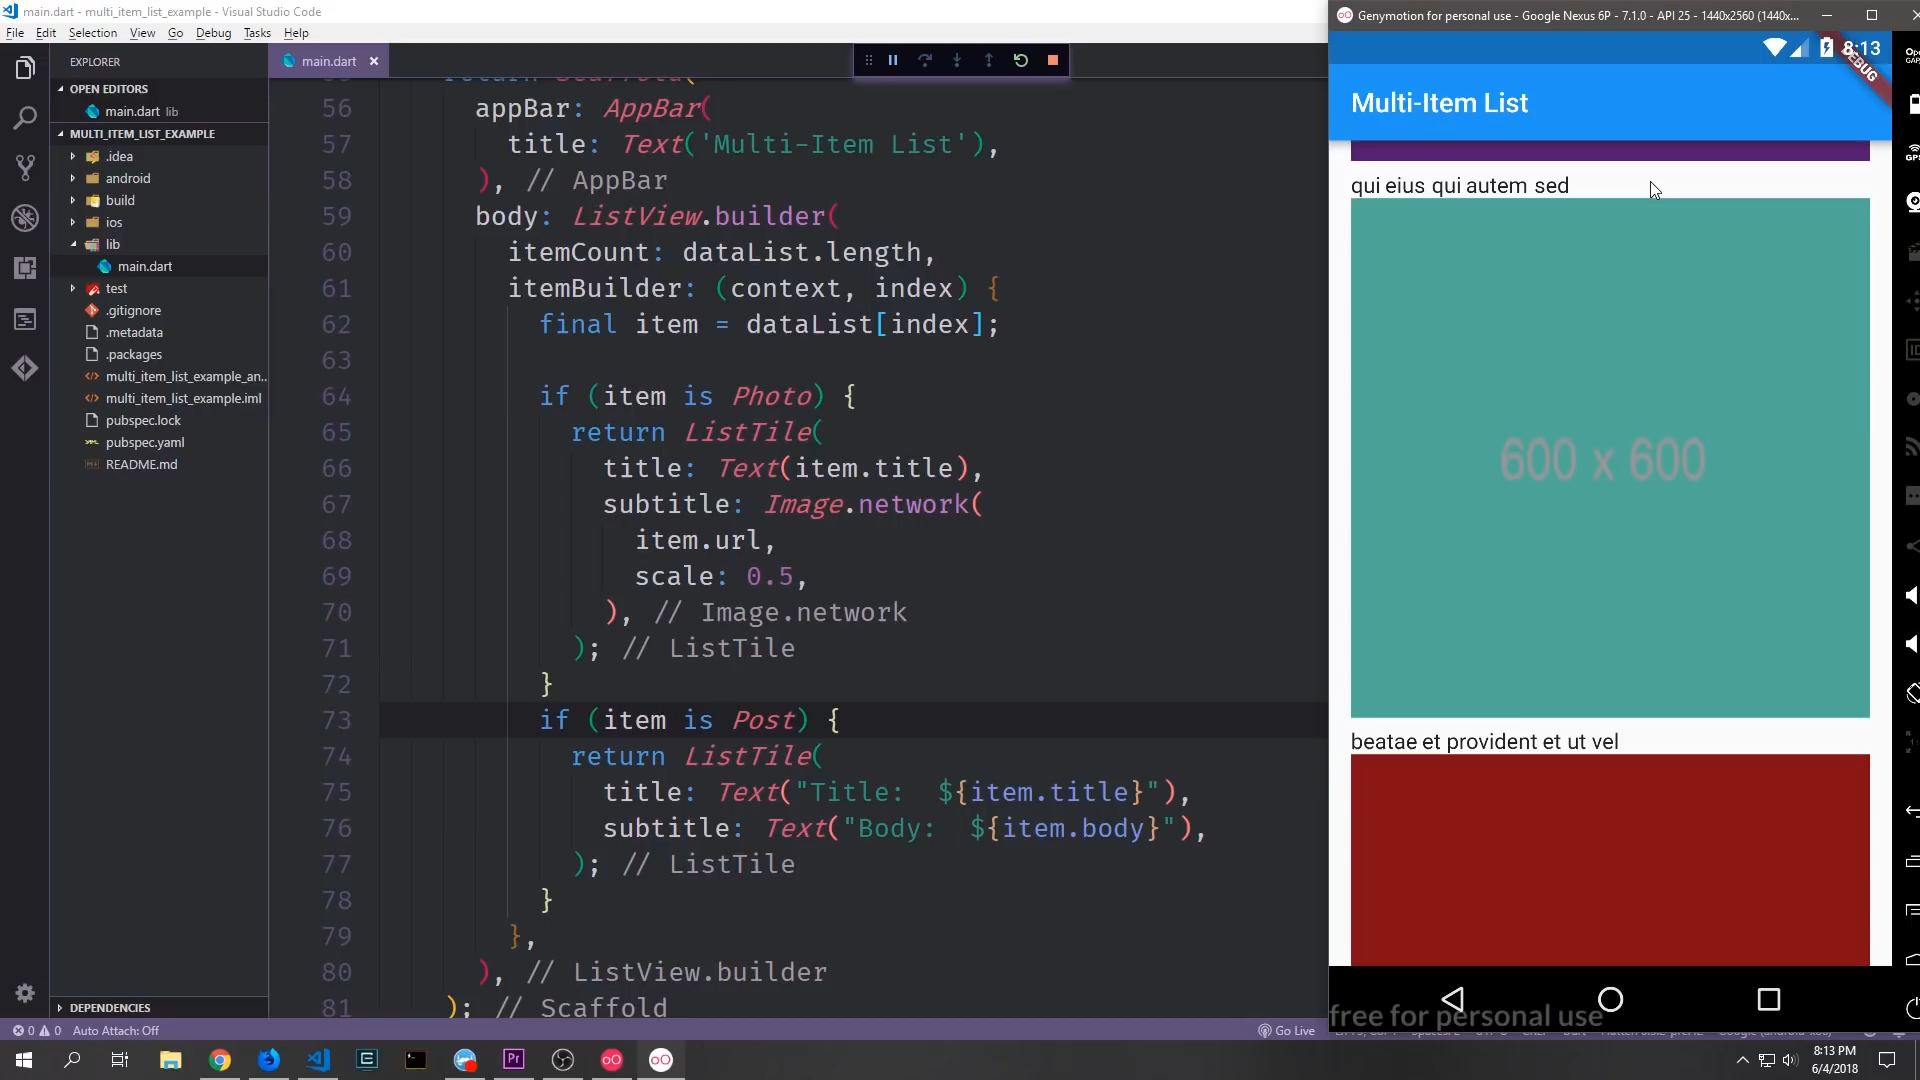 main.dart - multi_item_list_example - Visual Studio Code
File Edit Selection View Go Debug Tasks Help
EXPLORER
OPEN EDITORS
main.dart lib
MULTI_ITEM_LIST_EXAMPLE
.idea
android
build
ios
lib
main.dart
test
.gitignore
.metadata
.packages
multi_item_list_example_an...
multi_item_list_example.iml
pubspec.lock
pubspec.yaml
README.md
DEPENDENCIES
main.dart
56 appBar: AppBar(
57 title: Text('Multi-Item List'),
58 ), // AppBar
59 body: ListView.builder(
60 itemCount: dataList.length,
61 itemBuilder: (context, index) {
62 final item = dataList[index];
63
64 if (item is Photo) {
65 return ListTile(
66 title: Text(item.title),
67 subtitle: Image.network(
68 item.url,
69 scale: 0.5,
70 ), // Image.network
71 ); // ListTile
72 }
73 if (item is Post) {
74 return ListTile(
75 title: Text("Title:  ${item.title}"),
76 subtitle: Text("Body:  ${item.body}"),
77 ); // ListTile
78 }
79 },
80 ), // ListView.builder
81 ); // Scaffold
Genymotion for personal use - Google Nexus 6P - 7.1.0 - API 25 - 1440x2560 (1440x...
8:13
DEBUG
Multi-Item List
qui eius qui autem sed
600 x 600
beatae et provident et ut vel
free for personal use
0 0 Auto Attach: Off
Go Live
8:13 PM
6/4/2018